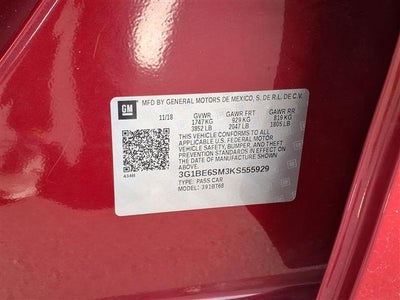 GM
MFD BY GENERAL MOTORS DE MEXICO, S. DE R.L. DE C.V.
11/18 GVWR GAWR FRT GAWR RR
1747 KG 929 KG 819 KG
3852 LB 2047 LB 1805 LB
THIS VEHICLE CONFORMS TO ALL
APPLICABLE U.S. FEDERAL MOTOR
VEHICLE SAFETY, BUMPER, AND THEFT
PREVENTION STANDARDS IN EFFECT ON
THE DATE OF MANUFACTURE SHOWN
ABOVE.
3G1BE6SM3KS555929
TYPE: PASS CAR
MODEL: 391BT68